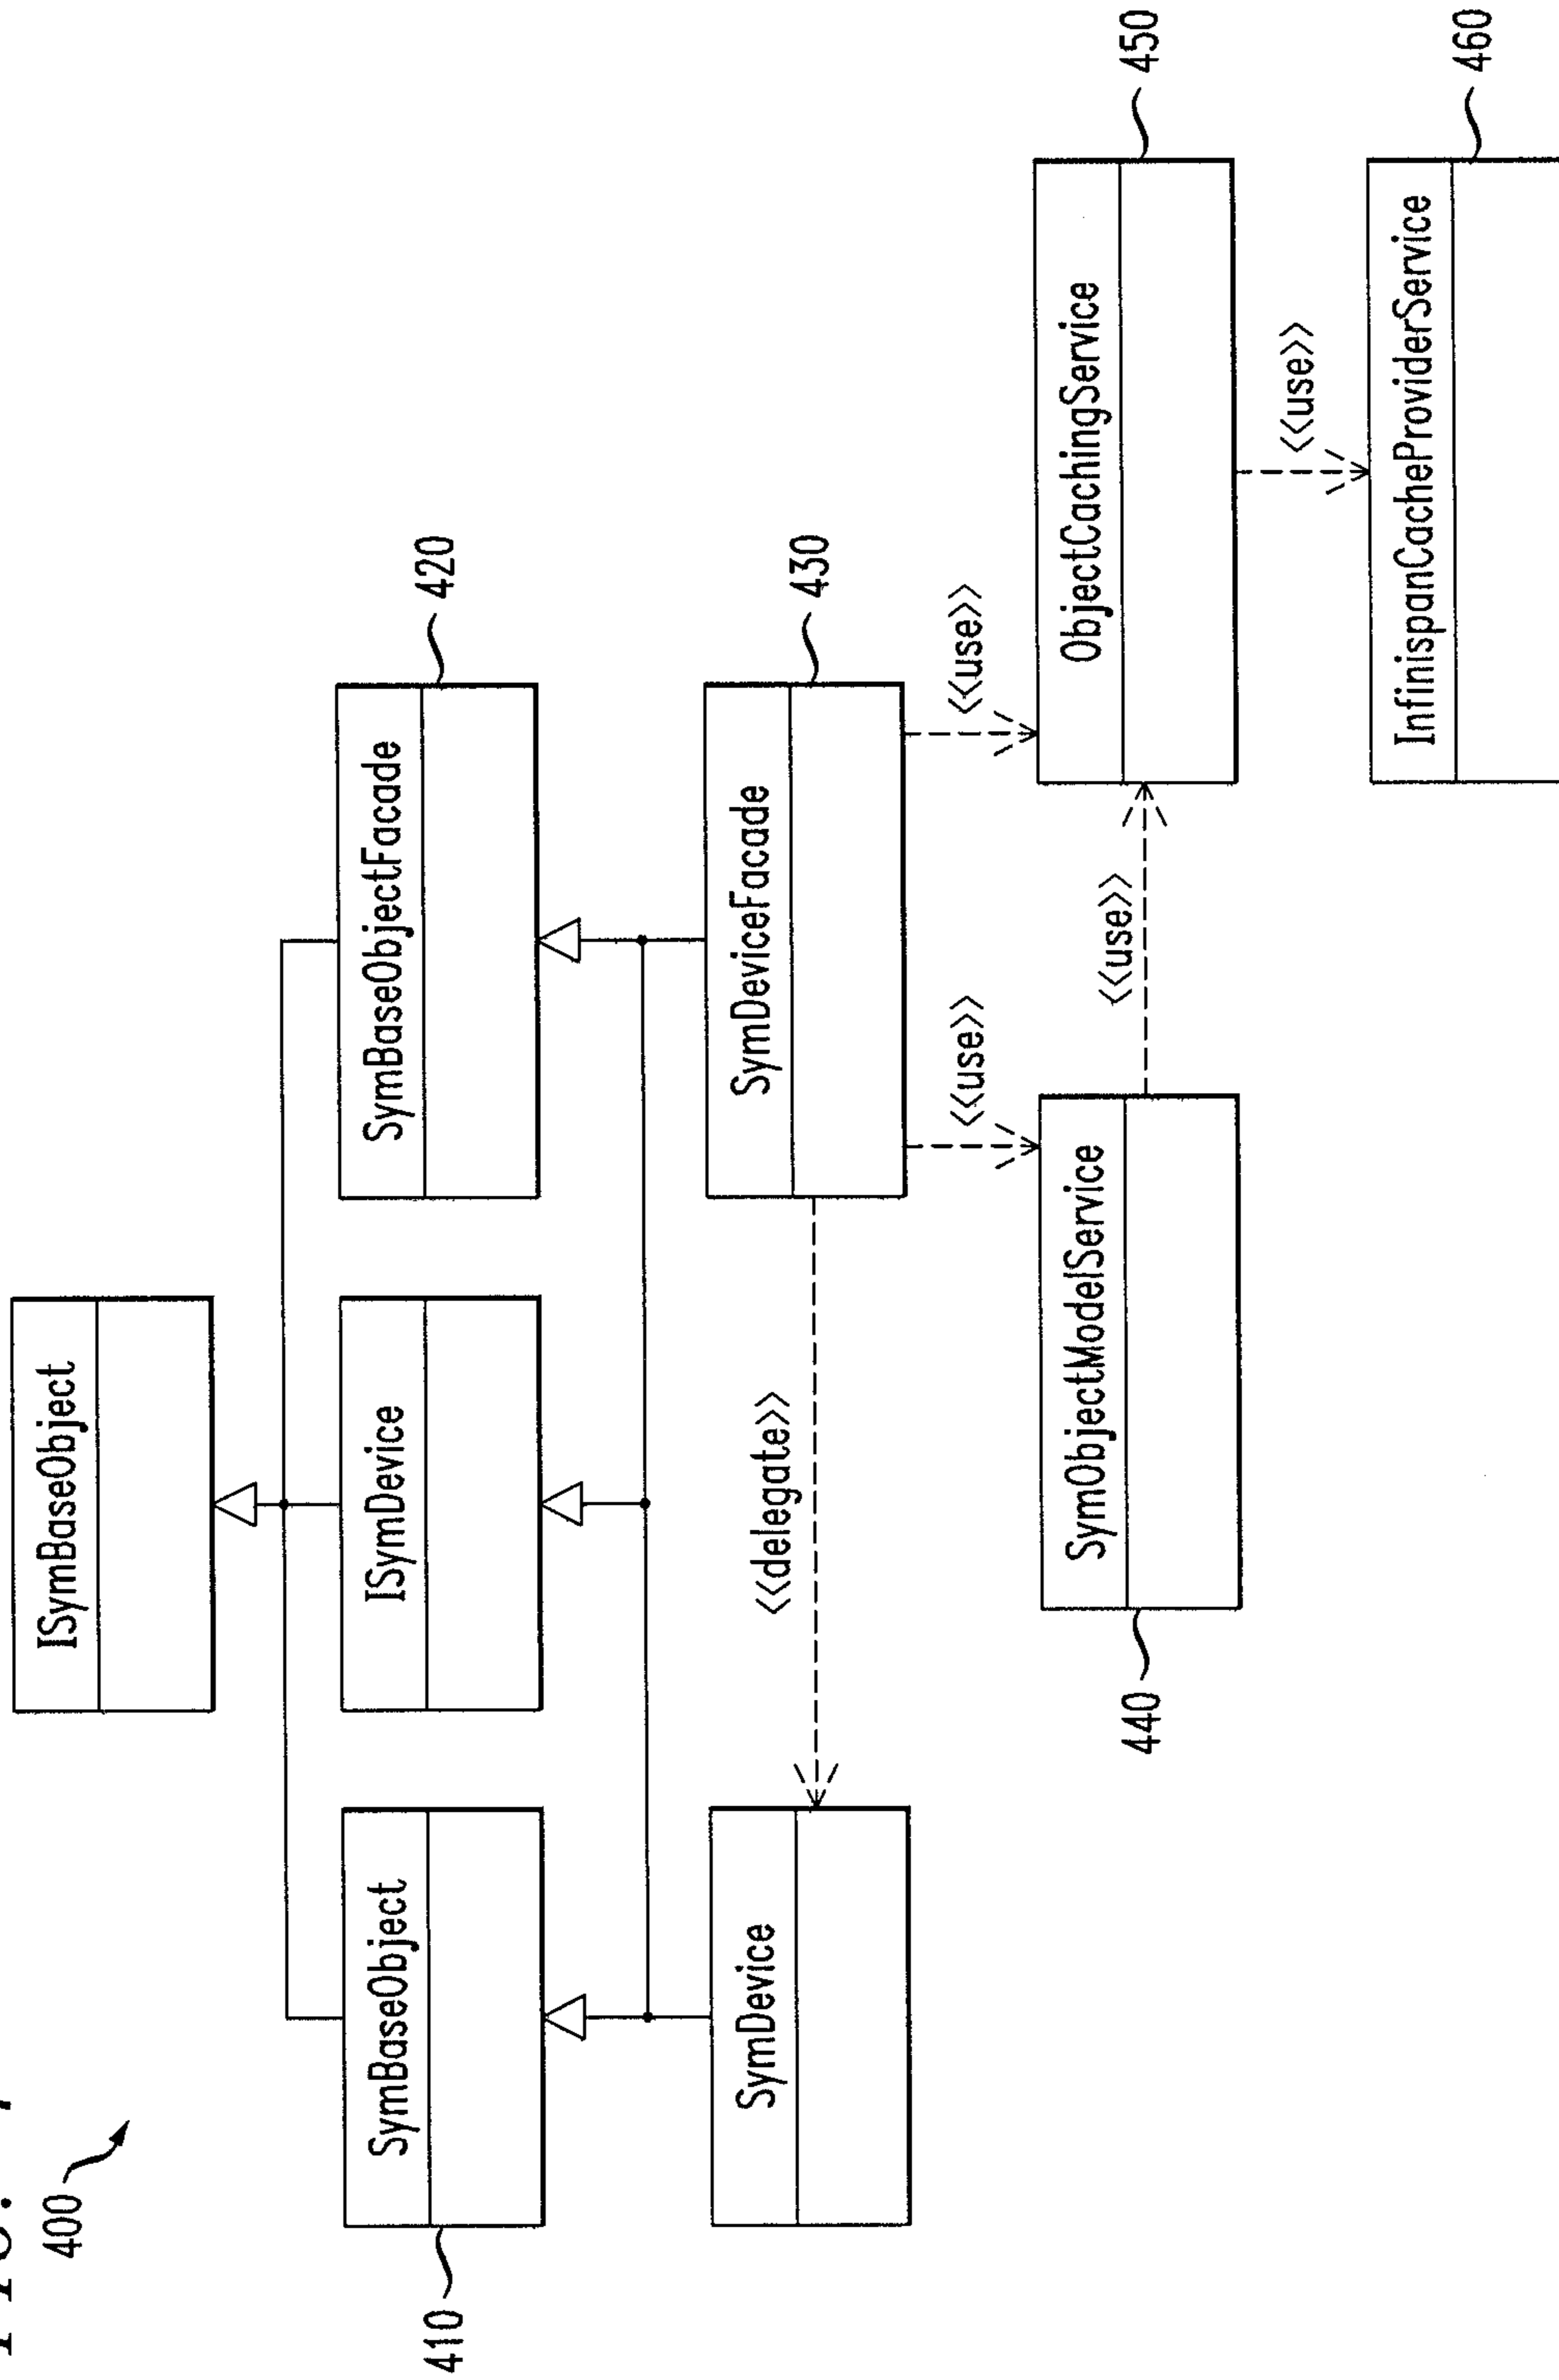 400
ISymBaseObject
410
SymBaseObject
ISymDevice
SymBaseObjectFacade
420
SymDevice
<<delegate>>
SymDeviceFacade
430
<<use>>
<<use>>
440
SymObjectModelService
<<use>>
ObjectCachingService
450
<<use>>
InfinispanCacheProviderService
460